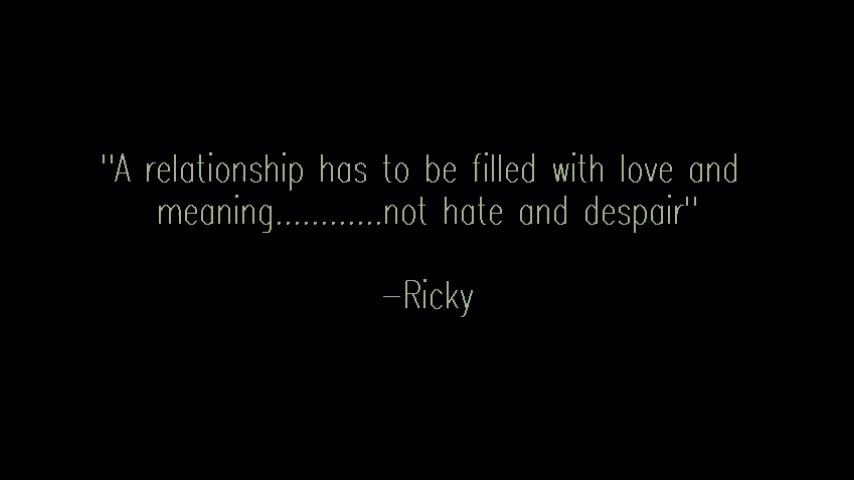 "A relationship has to be filled with love and
meaning............not hate and despair"
-Ricky